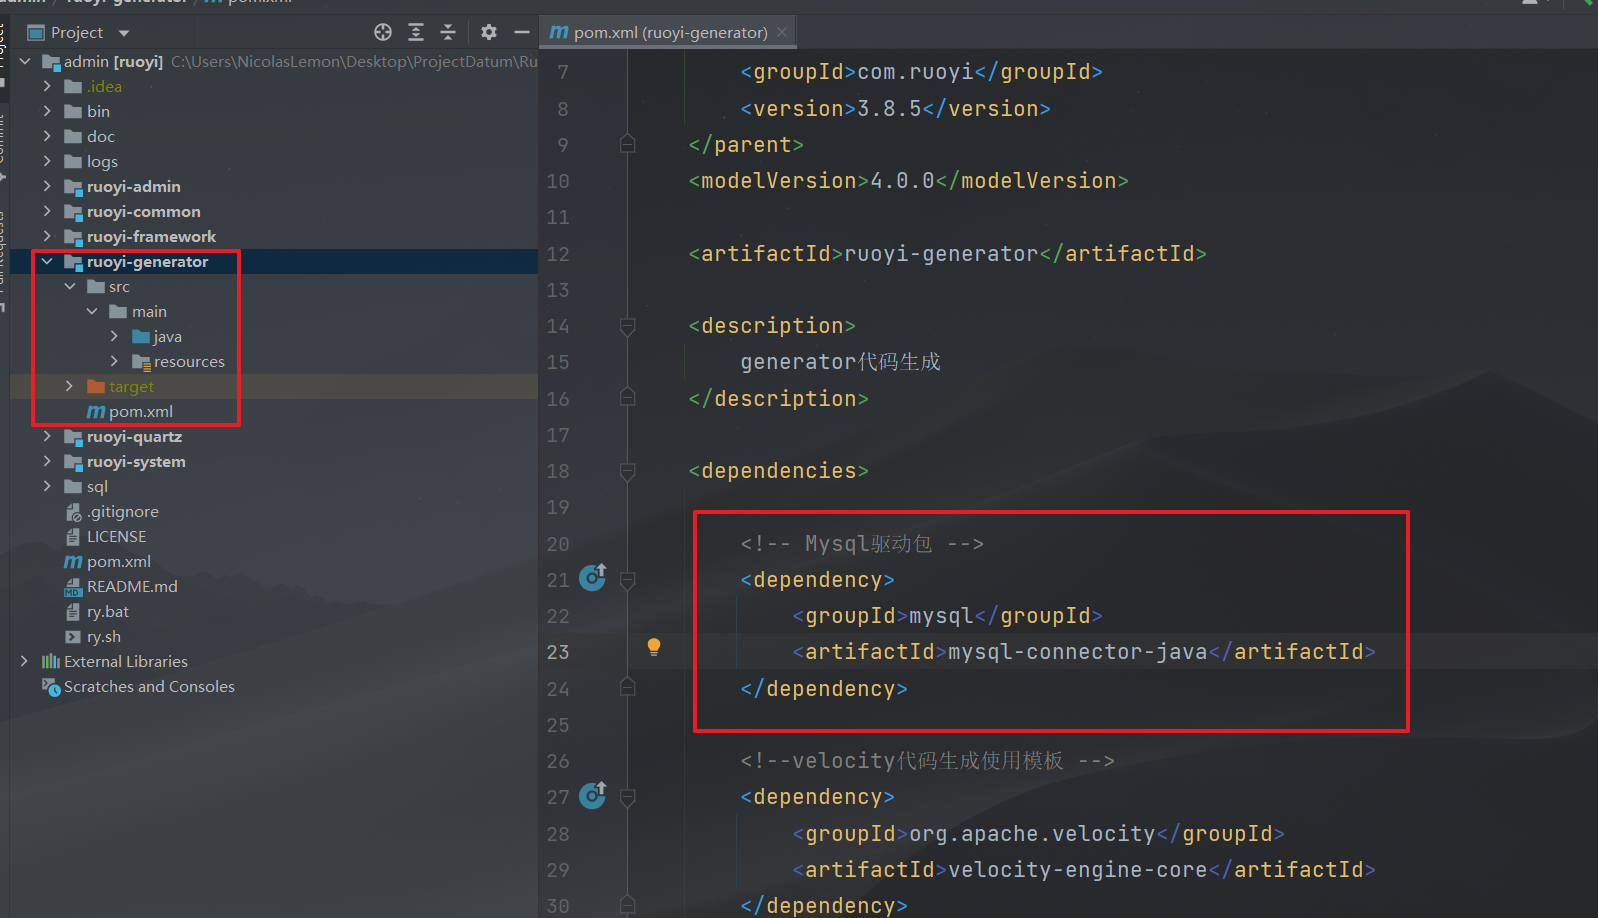 Project
admin [ruoyi] C:\Users\NicolasLemon\Desktop\ProjectDatum\Ru
.idea
bin
doc
logs
ruoyi-admin
ruoyi-common
ruoyi-framework
ruoyi-generator
src
main
java
resources
target
pom.xml
ruoyi-quartz
ruoyi-system
sql
.gitignore
LICENSE
pom.xml
README.md
ry.bat
ry.sh
External Libraries
Scratches and Consoles
pom.xml (ruoyi-generator)
7 <groupId>com.ruoyi</groupId>
8 <version>3.8.5</version>
9 </parent>
10 <modelVersion>4.0.0</modelVersion>
11
12 <artifactId>ruoyi-generator</artifactId>
13
14 <description>
15 generator代码生成
16 </description>
17
18 <dependencies>
19
20 <!-- Mysql驱动包 -->
21 <dependency>
22 <groupId>mysql</groupId>
23 <artifactId>mysql-connector-java</artifactId>
24 </dependency>
25
26 <!--velocity代码生成使用模板 -->
27 <dependency>
28 <groupId>org.apache.velocity</groupId>
29 <artifactId>velocity-engine-core</artifactId>
30 </dependency>